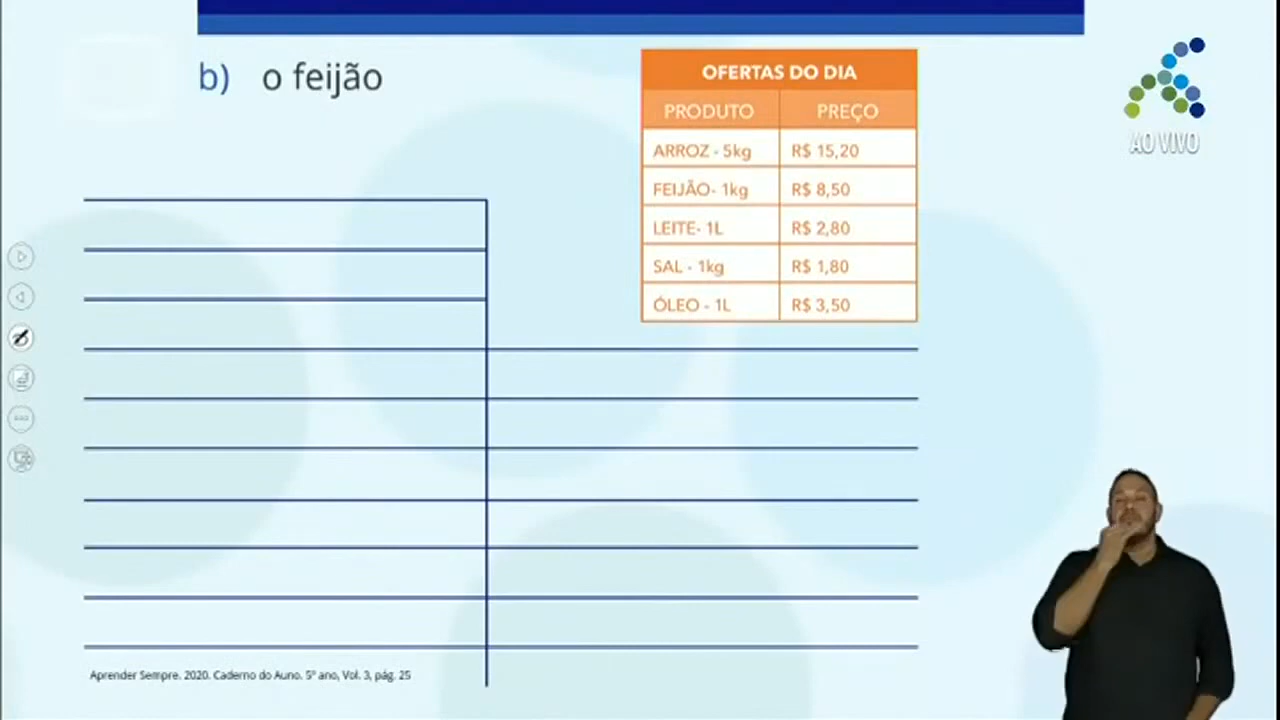 b) o feijão
OFERTAS DO DIA
PRODUTO PREÇO
ARROZ - 5kg R$ 15,20
FEIJÃO- 1kg R$ 8,50
LEITE- 1L R$ 2,80
SAL - 1kg R$ 1,80
ÓLEO - 1L R$ 3,50
AO VIVO
Aprender Sempre. 2020. Caderno do Auno. 5º ano, Vol. 3, pág. 25